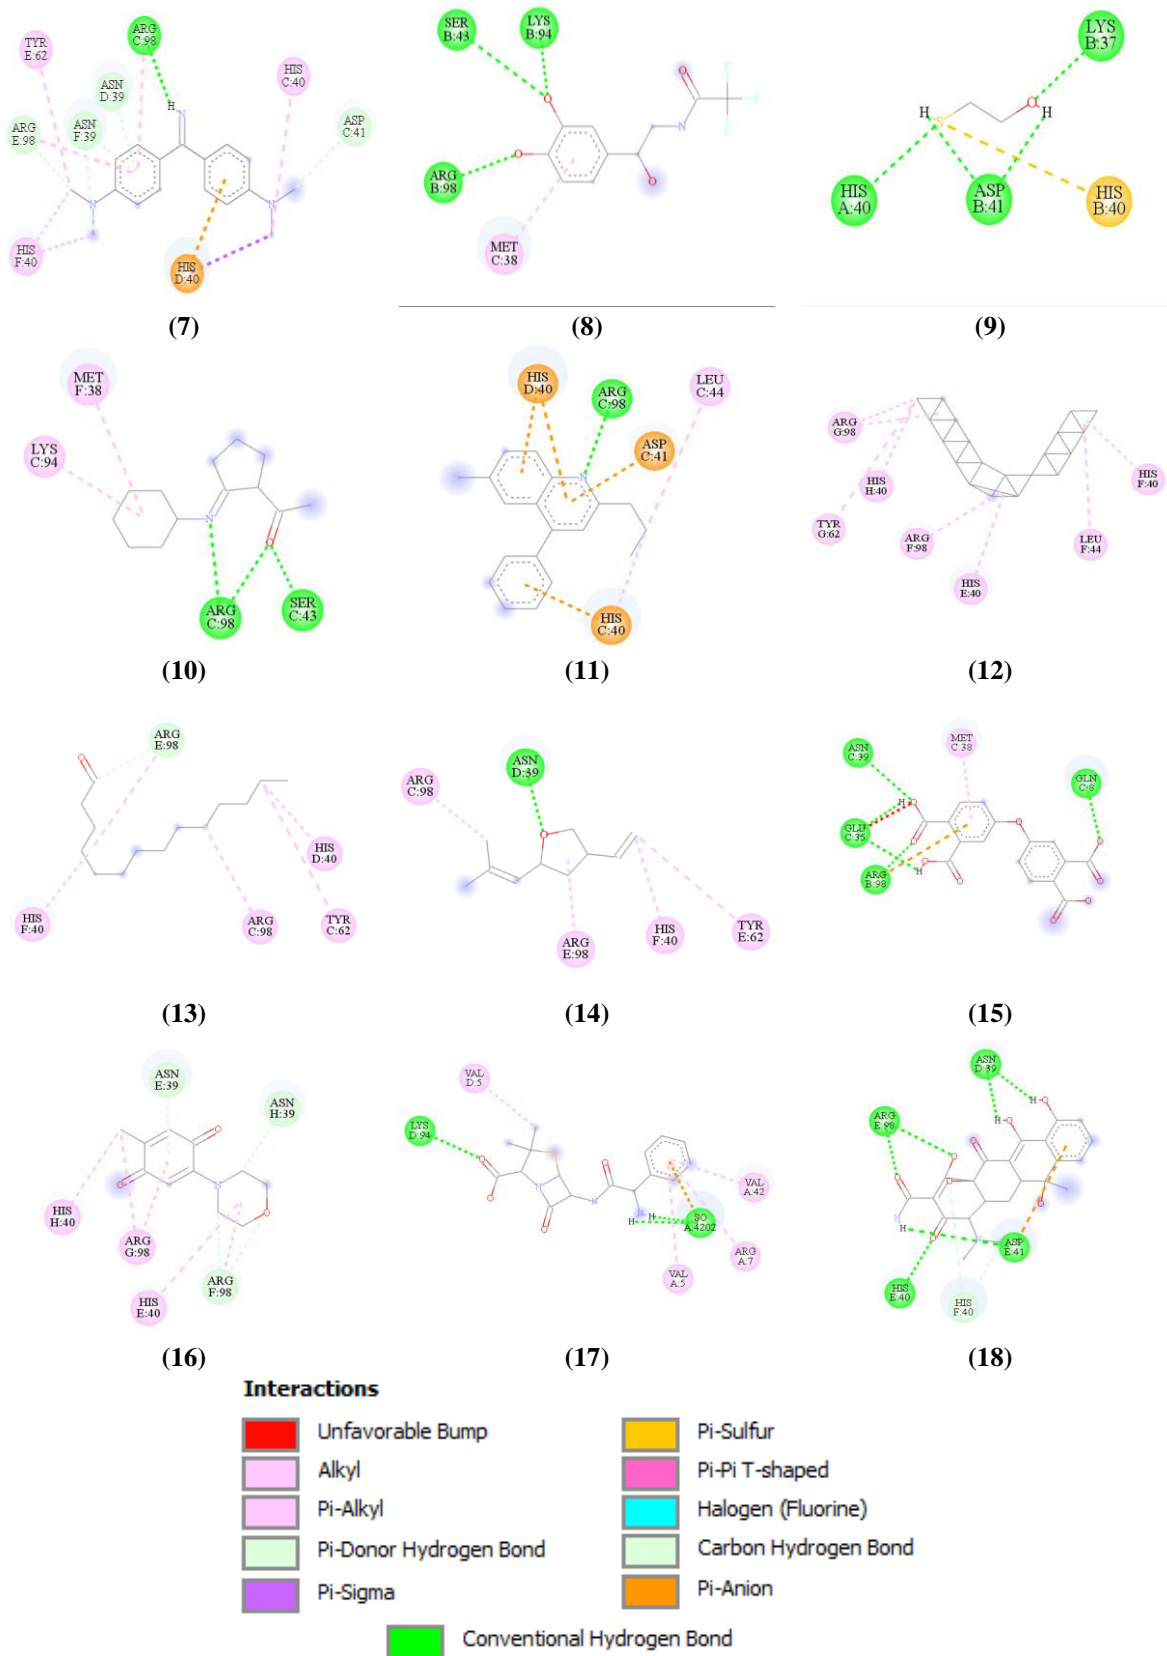 TYR
E:62
ARG
C:98
ASN
D:39
HIS
C:40
ARG
E:98
ASN
F:39
ASP
C:41
H
N
N
N
HIS
F:40
HIS
D:40
(7)
SER
B:43
LYS
B:94
O
F
F
F
N
O
O
O
ARG
B:98
MET
C:38
(8)
LYS
B:37
H
S
O
H
HIS
A:40
ASP
B:41
HIS
B:40
(9)
MET
F:38
LYS
C:94
N
O
ARG
C:98
SER
C:43
(10)
HIS
D:40
ARG
C:98
LEU
C:44
ASP
C:41
N
HIS
C:40
(11)
ARG
G:98
HIS
H:40
TYR
G:62
ARG
F:98
HIS
E:40
LEU
F:44
HIS
F:40
(12)
ARG
E:98
O
HIS
F:40
HIS
D:40
ARG
C:98
TYR
C:62
(13)
ASN
D:39
ARG
C:98
O
ARG
E:98
HIS
F:40
TYR
E:62
(14)
ASN
C:39
MET
C:38
GLN
C:8
GLU
C:35
ARG
B:98
H
O
O
H
O
O
O
O
O
O
O
(15)
ASN
E:39
ASN
H:39
O
O
N
O
HIS
H:40
ARG
G:98
HIS
E:40
ARG
F:98
(16)
VAL
D:5
LYS
D:94
O
O
S
N
O
O
N
N
H
H
VAL
A:42
SO
A:4202
ARG
A:7
VAL
A:5
(17)
ASN
D:39
ARG
E:98
H
O
H
O
O
O
O
O
N
H
O
N
O
ASP
E:41
HIS
E:40
HIS
F:40
(18)
Interactions
Unfavorable Bump
Alkyl
Pi-Alkyl
Pi-Donor Hydrogen Bond
Pi-Sigma
Pi-Sulfur
Pi-Pi T-shaped
Halogen (Fluorine)
Carbon Hydrogen Bond
Pi-Anion
Conventional Hydrogen Bond